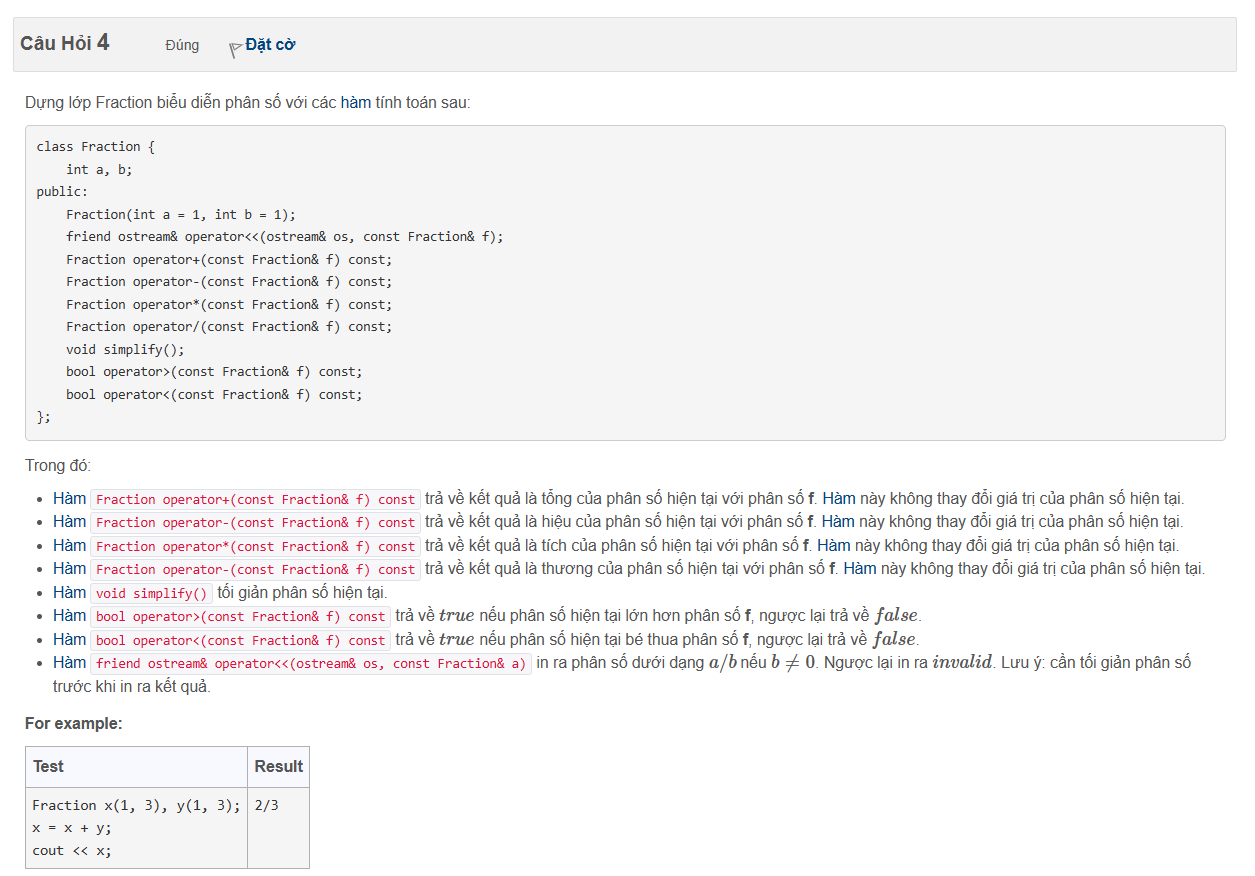 Câu Hỏi 4 Đúng Đặt cờ
Dựng lớp Fraction biểu diễn phân số với các hàm tính toán sau:
class Fraction {
    int a, b;
public:
    Fraction(int a = 1, int b = 1);
    friend ostream& operator<<(ostream& os, const Fraction& f);
    Fraction operator+(const Fraction& f) const;
    Fraction operator-(const Fraction& f) const;
    Fraction operator*(const Fraction& f) const;
    Fraction operator/(const Fraction& f) const;
    void simplify();
    bool operator>(const Fraction& f) const;
    bool operator<(const Fraction& f) const;
};
Trong đó:
• Hàm Fraction operator+(const Fraction& f) const trả về kết quả là tổng của phân số hiện tại với phân số f. Hàm này không thay đổi giá trị của phân số hiện tại.
• Hàm Fraction operator-(const Fraction& f) const trả về kết quả là hiệu của phân số hiện tại với phân số f. Hàm này không thay đổi giá trị của phân số hiện tại.
• Hàm Fraction operator*(const Fraction& f) const trả về kết quả là tích của phân số hiện tại với phân số f. Hàm này không thay đổi giá trị của phân số hiện tại.
• Hàm Fraction operator-(const Fraction& f) const trả về kết quả là thương của phân số hiện tại với phân số f. Hàm này không thay đổi giá trị của phân số hiện tại.
• Hàm void simplify() tối giản phân số hiện tại.
• Hàm bool operator>(const Fraction& f) const trả về true nếu phân số hiện tại lớn hơn phân số f, ngược lại trả về false.
• Hàm bool operator<(const Fraction& f) const trả về true nếu phân số hiện tại bé thua phân số f, ngược lại trả về false.
• Hàm friend ostream& operator<<(ostream& os, const Fraction& a) in ra phân số dưới dạng a/b nếu b ≠ 0. Ngược lại in ra invalid. Lưu ý: cần tối giản phân số
trước khi in ra kết quả.
For example:
Test Result
Fraction x(1, 3), y(1, 3); 2/3
x = x + y;
cout << x;